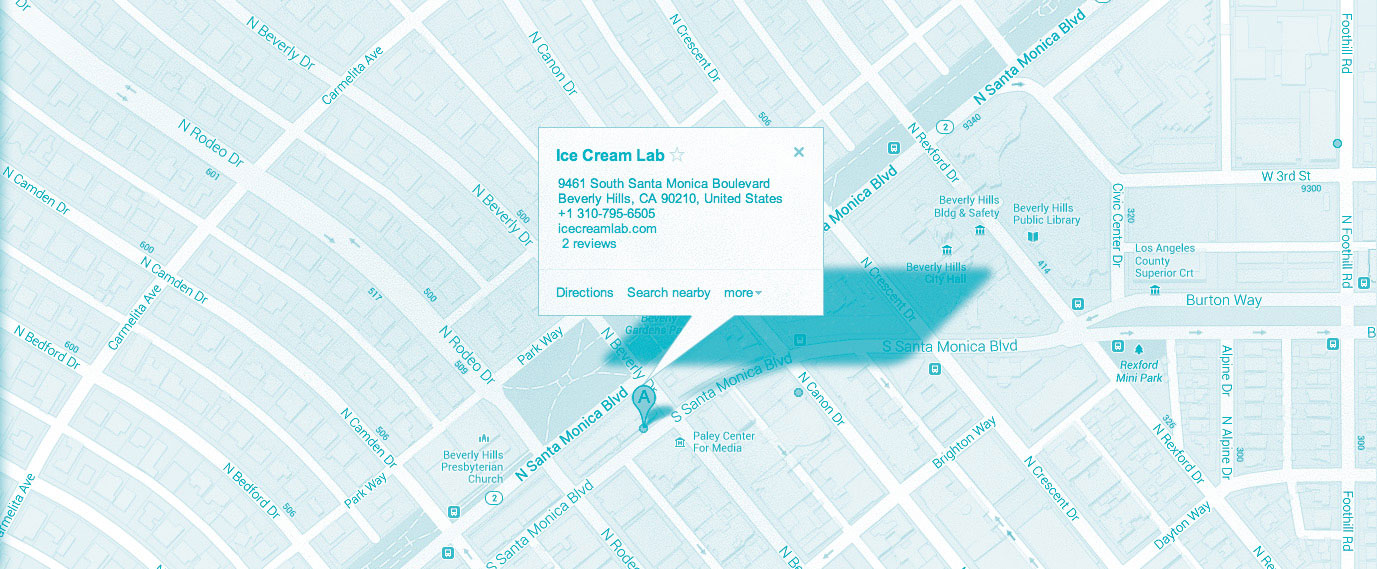 Ice Cream Lab
9461 South Santa Monica Boulevard
Beverly Hills, CA 90210, United States
+1 310-795-6505
icecreamlab.com
2 reviews
Directions Search nearby more
A
N Beverly Dr
Carmelita Ave
N Canon Dr
N Crescent Dr
N Santa Monica Blvd
Foothill Rd
N Rodeo Dr
601
506
2
9340
N Rexford Dr
W 3rd St
9300
N Camden Dr
N Beverly Dr
500
Monica Blvd
Beverly Hills
Bldg & Safety
Beverly Hills
Public Library
Civic Center Dr
320
N Foothill Rd
600
N Camden Dr
517
500
Carmelita Ave
N Crescent Dr
Beverly Hills
City Hall
414
Los Angeles
County
Superior Crt
Burton Way
N Bedford Dr
600
N Rodeo Dr
509
Park Way
Beverly
Gardens
N Beverly Dr
S Santa Monica Blvd
S Santa Monica Blvd
B
Rexford
Mini Park
Alpine Dr
N Alpine Dr
300
300
N Camden Dr
506
N Santa Monica Blvd
N Canon Dr
Paley Center
For Media
Brighton Way
326
N Rexford Dr
Beverly Hills
Presbyterian
Church
N Bedford Dr
506
Park Way
2
N Crescent Dr
Carmelita Ave
S Santa Monica Blvd
N Rodeo
N Be
Dayton Way
N Re
Foothill Rd